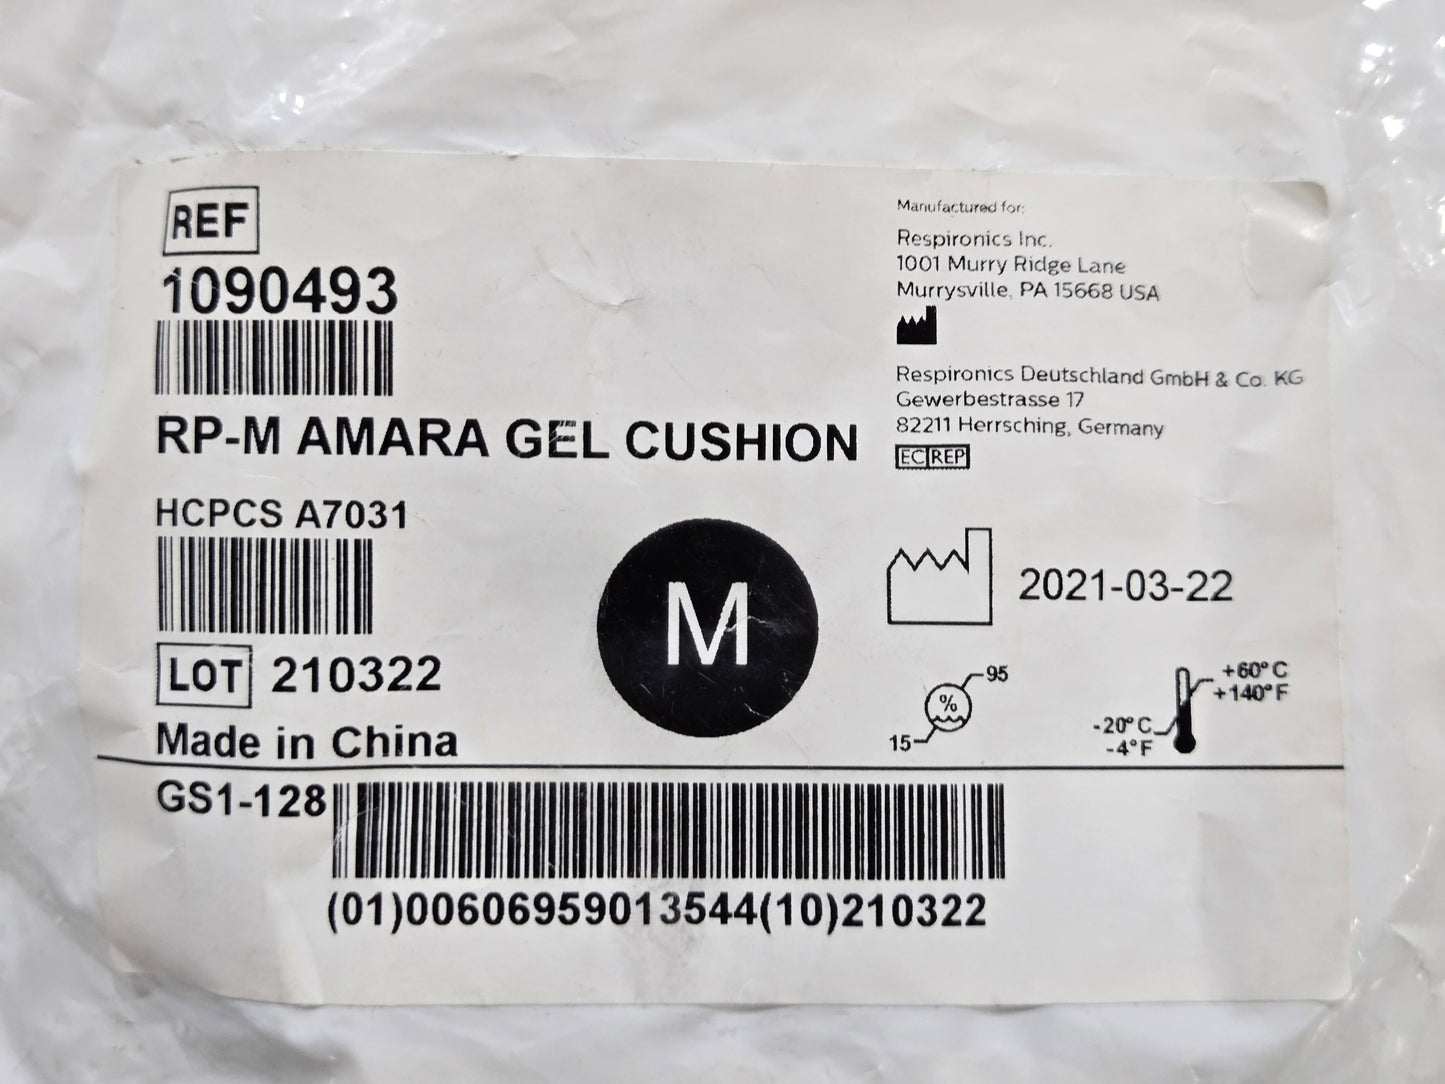 REF
1090493
RP-M AMARA GEL CUSHION
HCPCS A7031
LOT 210322
Made in China
M
Manufactured for:
Respironics Inc.
1001 Murry Ridge Lane
Murrysville, PA 15668 USA
Respironics Deutschland GmbH & Co. KG
Gewerbestrasse 17
82211 Herrsching, Germany
EC REP
2021-03-22
95
%
15
+60°C
+140°F
-20°C
-4°F
GS1-128
(01)00606959013544(10)210322